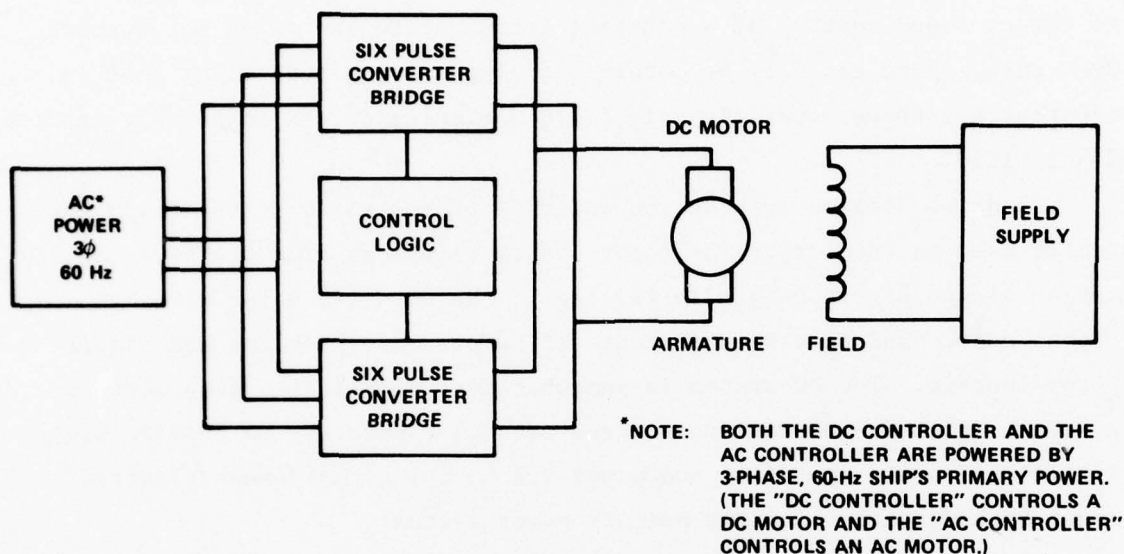 SIX PULSE
CONVERTER
BRIDGE
AC*
POWER
3ϕ
60 Hz
CONTROL
LOGIC
SIX PULSE
CONVERTER
BRIDGE
DC MOTOR
ARMATURE
FIELD
FIELD
SUPPLY
*NOTE: BOTH THE DC CONTROLLER AND THE
AC CONTROLLER ARE POWERED BY
3-PHASE, 60-Hz SHIP'S PRIMARY POWER.
(THE "DC CONTROLLER" CONTROLS A
DC MOTOR AND THE "AC CONTROLLER"
CONTROLS AN AC MOTOR.)